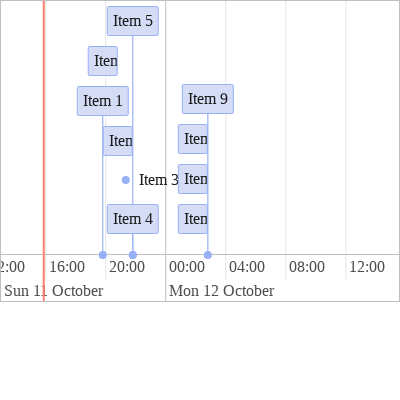 Item 5
Item
Item 1
Item 9
Item
Item
Item 3
Item
Item 4
Item
2:00
16:00
20:00
00:00
04:00
08:00
12:00
Sun 11 October
Mon 12 October